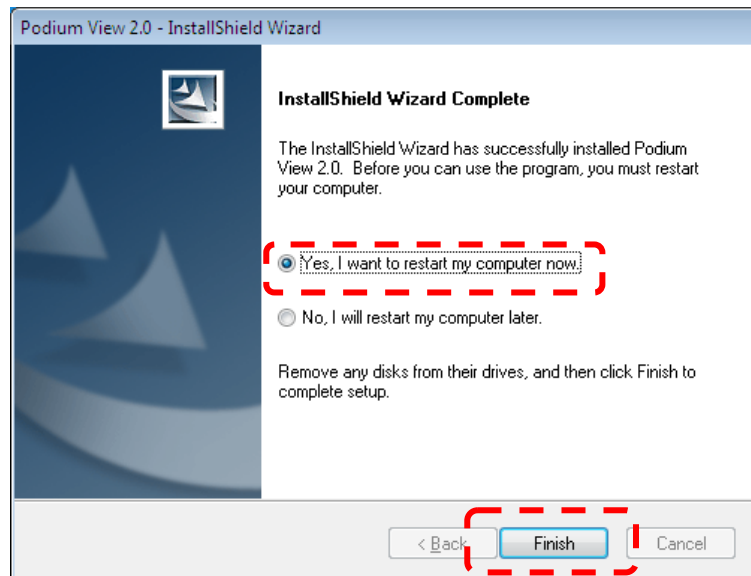 Podium View 2.0 - InstallShield Wizard
InstallShield Wizard Complete
The InstallShield Wizard has successfully installed Podium
View 2.0.  Before you can use the program, you must restart
your computer.
Yes, I want to restart my computer now.
No, I will restart my computer later.
Remove any disks from their drives, and then click Finish to
complete setup.
< Back
Finish
Cancel